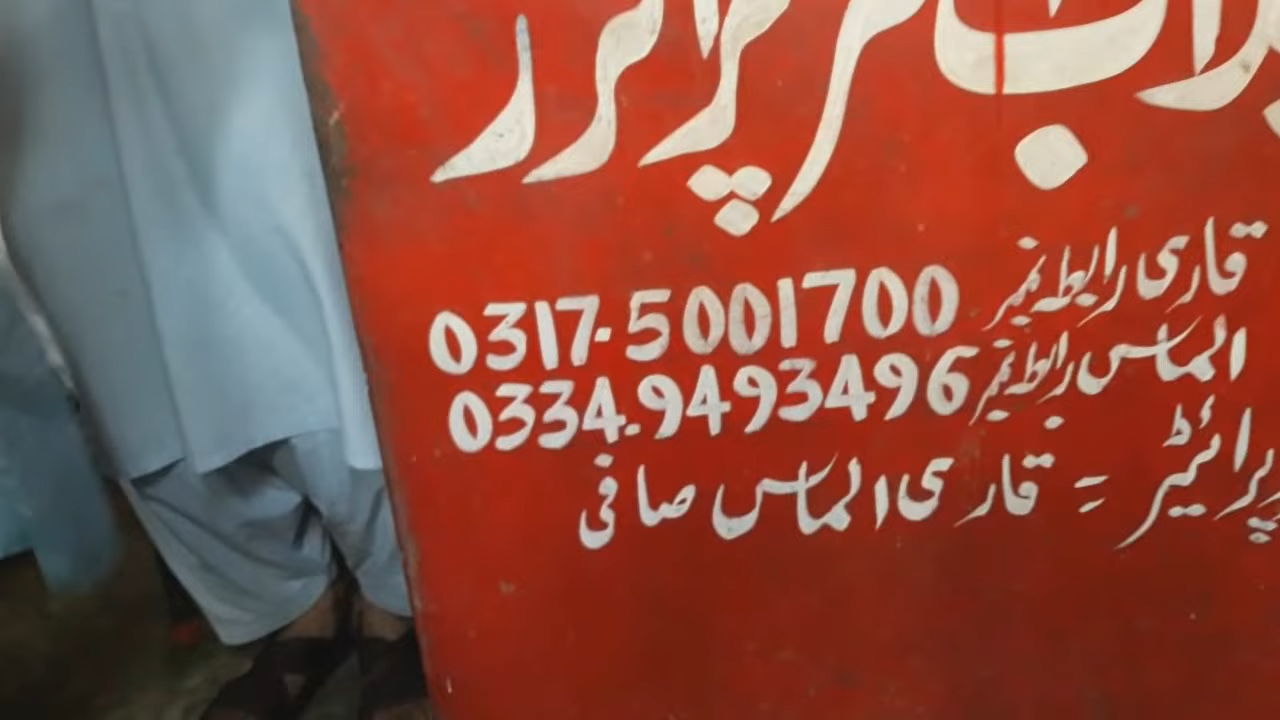 قاری رابطہ نمبر 0317-5001700
الماس رابطہ نمبر 0334-9493496
پرائیٹر = قاری الماس صافی